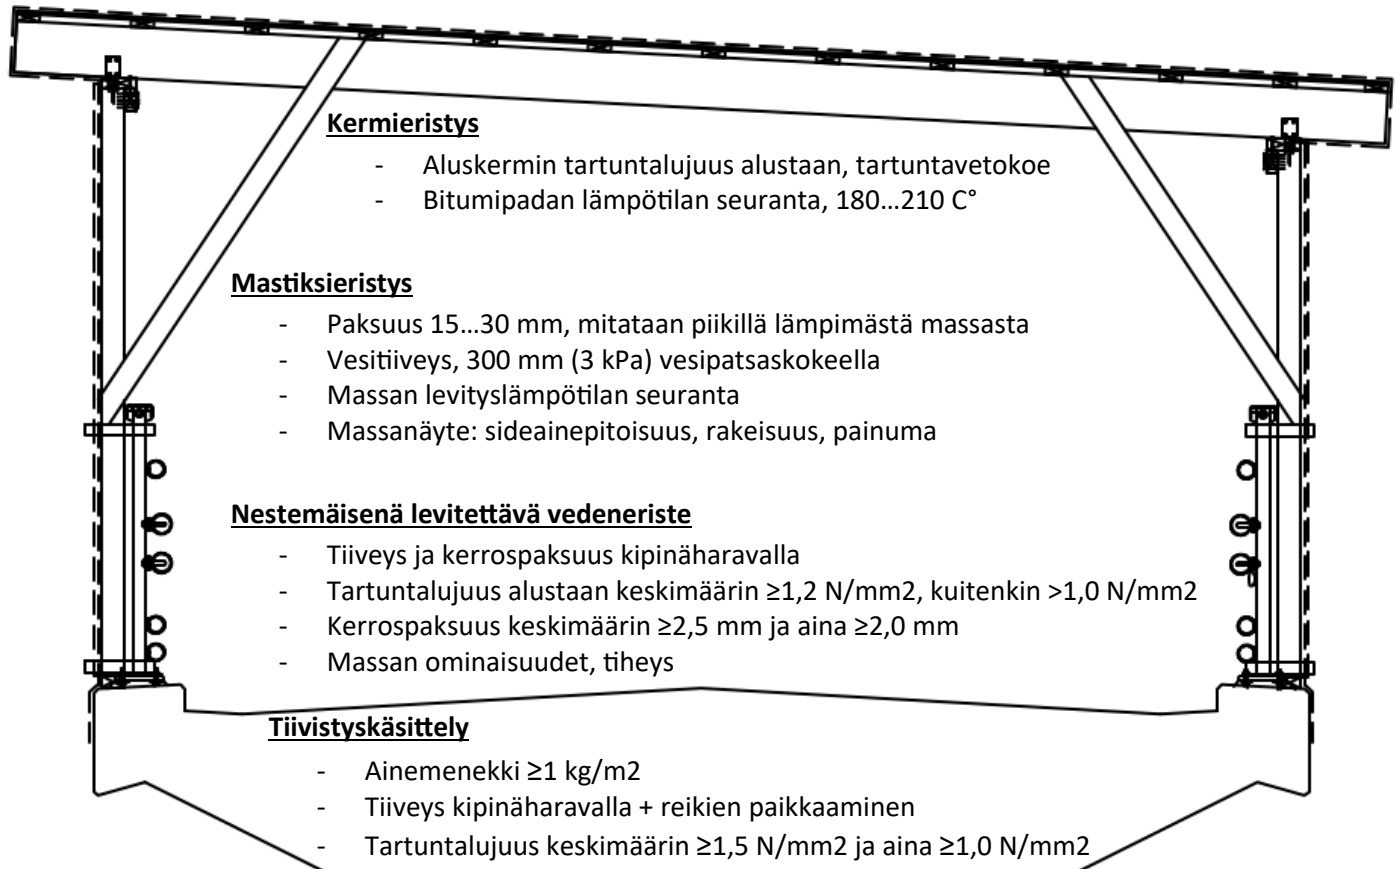 Kermieristys
- Aluskermin tartuntalujuus alustaan, tartuntavetokoe
- Bitumipadan lämpötilan seuranta, 180...210 C°
Mastiksieristys
- Paksuus 15...30 mm, mitataan piikillä lämpimästä massasta
- Vesitiiveys, 300 mm (3 kPa) vesipatsaskokeella
- Massan levityslämpötilan seuranta
- Massanäyte: sideainepitoisuus, rakeisuus, painuma
Nestemäisenä levitettävä vedeneriste
- Tiiveys ja kerrospaksuus kipinäharavalla
- Tartuntalujuus alustaan keskimäärin ≥1,2 N/mm2, kuitenkin >1,0 N/mm2
- Kerrospaksuus keskimäärin ≥2,5 mm ja aina ≥2,0 mm
- Massan ominaisuudet, tiheys
Tiivistyskäsittely
- Ainemenekki ≥1 kg/m2
- Tiiveys kipinäharavalla + reikien paikkaaminen
- Tartuntalujuus keskimäärin ≥1,5 N/mm2 ja aina ≥1,0 N/mm2